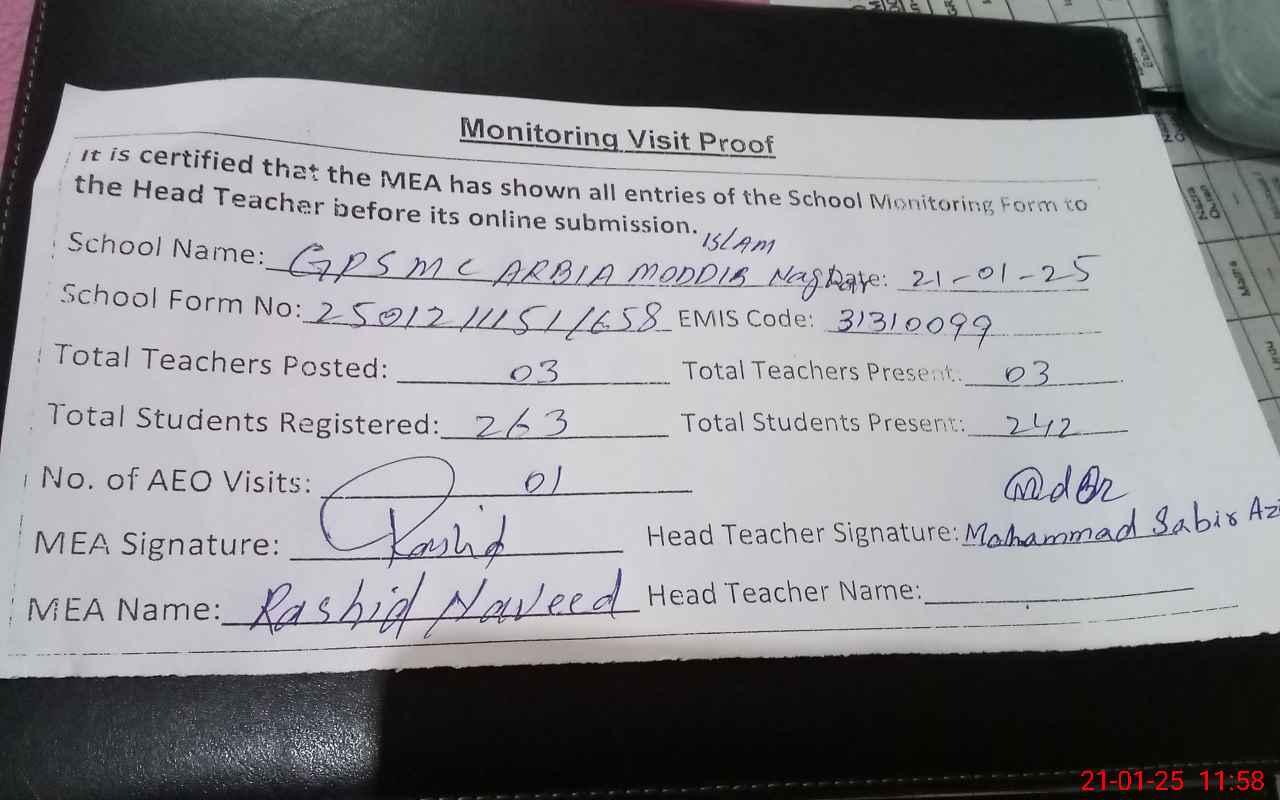 Monitoring Visit Proof
It is certified that the MEA has shown all entries of the School Monitoring Form to
the Head Teacher before its online submission.
ISLAM
School Name: GPS MC ARBIA MODDIB Nagar Date: 21-01-25
School Form No: EMIS Code: 31310099
Total Teachers Posted: 03 Total Teachers Present: 03
Total Students Registered: 263 Total Students Present: 242
No. of AEO Visits: 01
MEA Signature: Rashid Head Teacher Signature: Mohammad Sabir
MEA Name: Rashid Naveed Head Teacher Name:
21-01-25 11:58